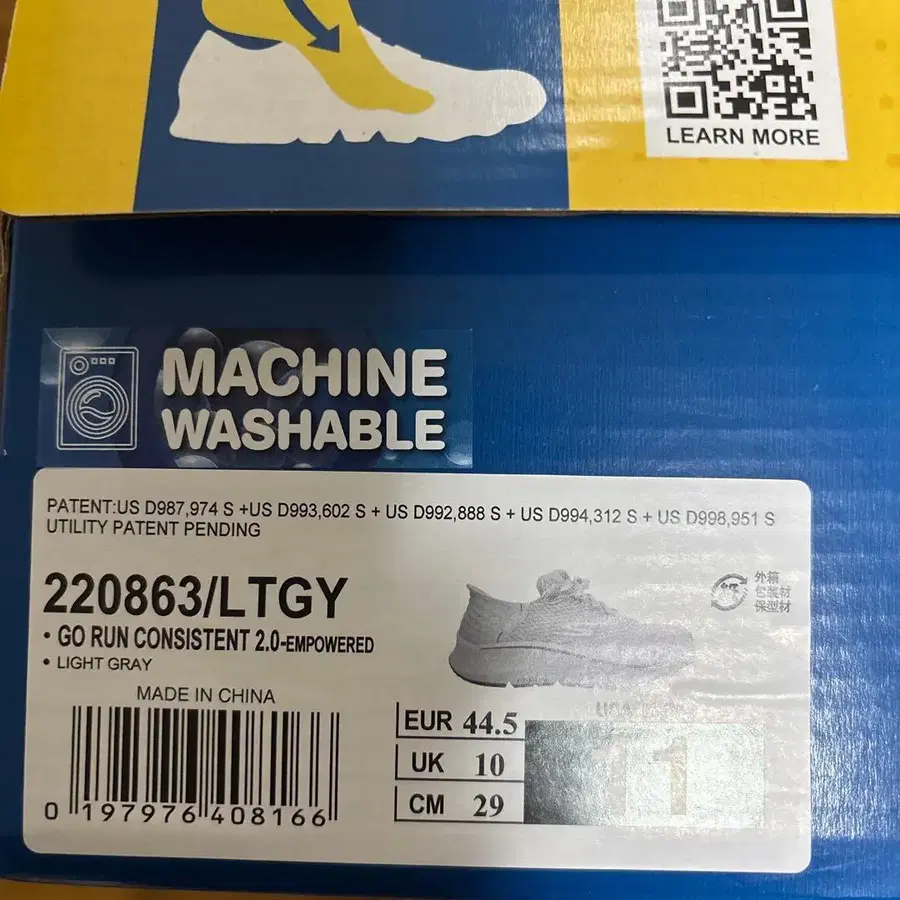 LEARN MORE
MACHINE
WASHABLE
PATENT:US D987,974 S +US D993,602 S + US D992,888 S + US D994,312 S + US D998,951 S
UTILITY PATENT PENDING
220863/LTGY
• GO RUN CONSISTENT 2.0-EMPOWERED
• LIGHT GRAY
MADE IN CHINA
紙
外箱
包装材
保型材
EUR 44.5
UK 10
CM 29
11
0 197976 408166